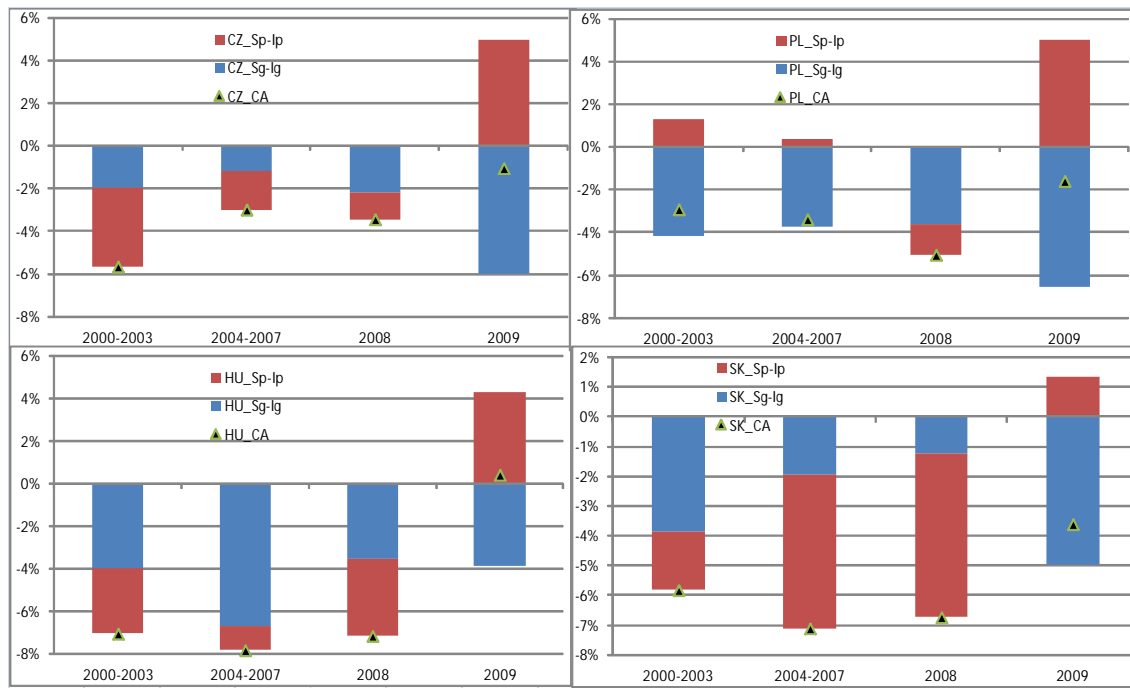 6%
4%
2%
0%
-2%
-4%
-6%
-8%
CZ_Sp-Ip
CZ_Sg-Ig
CZ_CA
2000-2003 2004-2007 2008 2009
6%
4%
2%
0%
-2%
-4%
-6%
-8%
PL_Sp-Ip
PL_Sg-Ig
PL_CA
2000-2003 2004-2007 2008 2009
6%
4%
2%
0%
-2%
-4%
-6%
-8%
HU_Sp-Ip
HU_Sg-Ig
HU_CA
2000-2003 2004-2007 2008 2009
2%
1%
0%
-1%
-2%
-3%
-4%
-5%
-6%
-7%
-8%
SK_Sp-Ip
SK_Sg-Ig
SK_CA
2000-2003 2004-2007 2008 2009